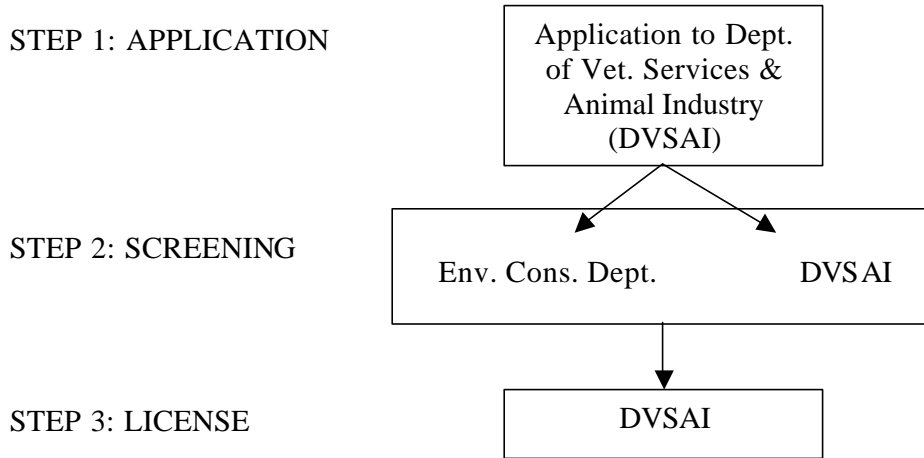 STEP 1: APPLICATION
Application to Dept.
of Vet. Services &
Animal Industry
(DVSAI)
STEP 2: SCREENING
Env. Cons. Dept. DVSAI
STEP 3: LICENSE
DVSAI